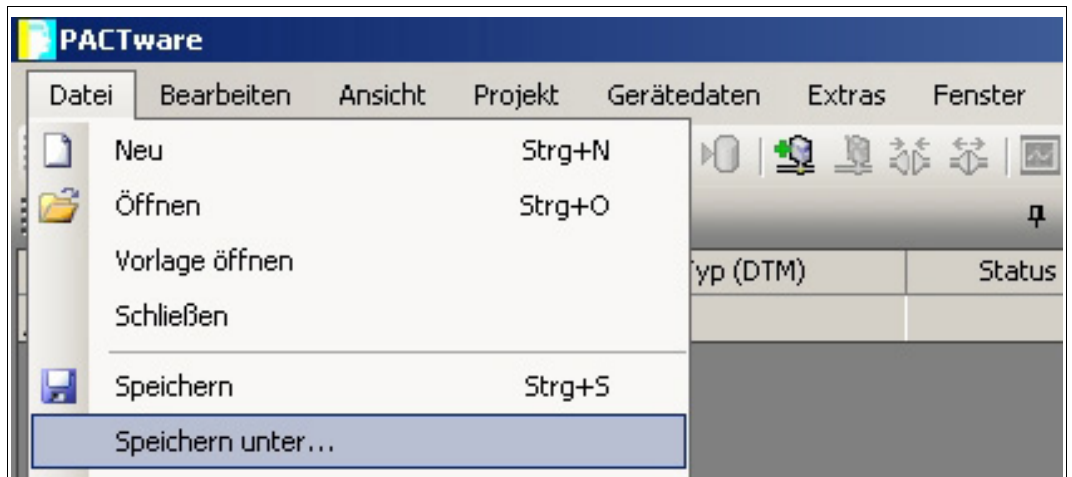 PACTware
Datei Bearbeiten Ansicht Projekt Gerätedaten Extras Fenster
Neu Strg+N
Öffnen Strg+O
Vorlage öffnen
yp (DTM) Status
Schließen
Speichern Strg+S
Speichern unter...